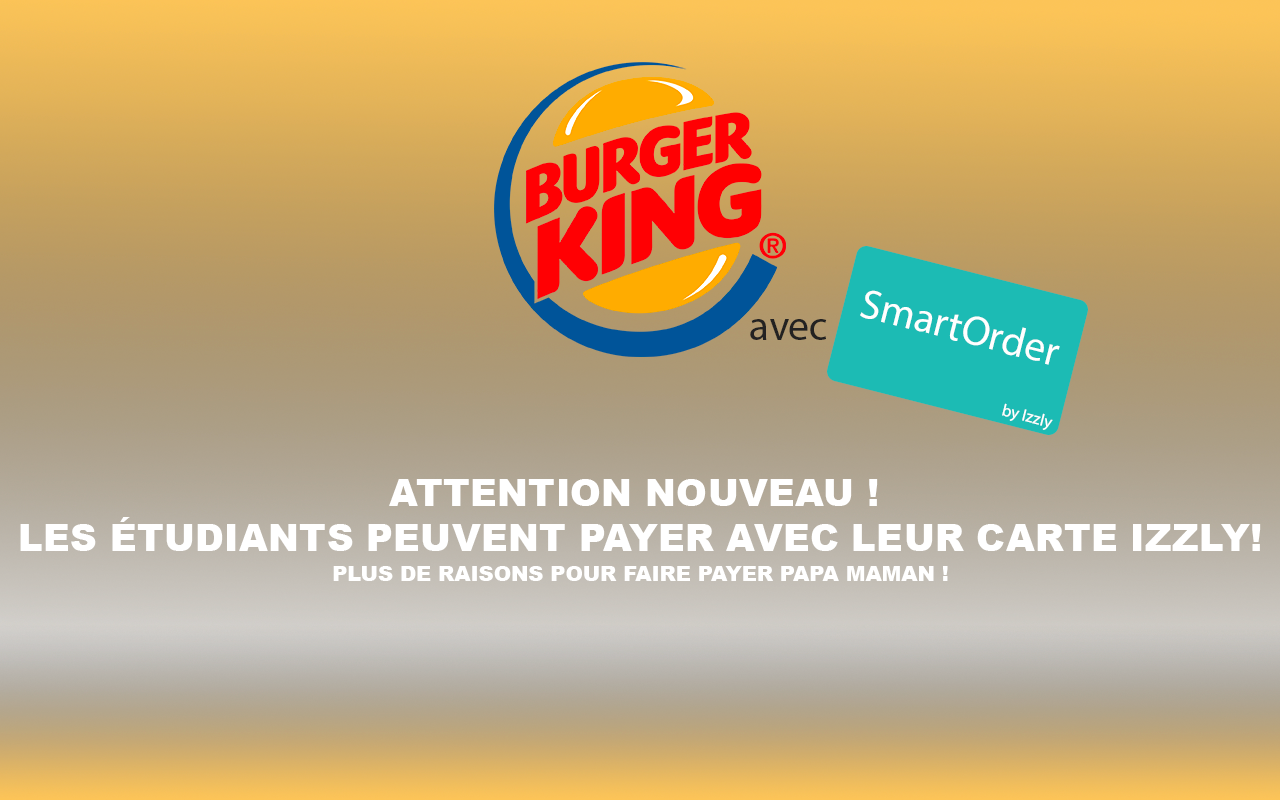 BURGER
KING
®
avec
SmartOrder
by Izzly
ATTENTION NOUVEAU !
LES ÉTUDIANTS PEUVENT PAYER AVEC LEUR CARTE IZZLY!
PLUS DE RAISONS POUR FAIRE PAYER PAPA MAMAN !